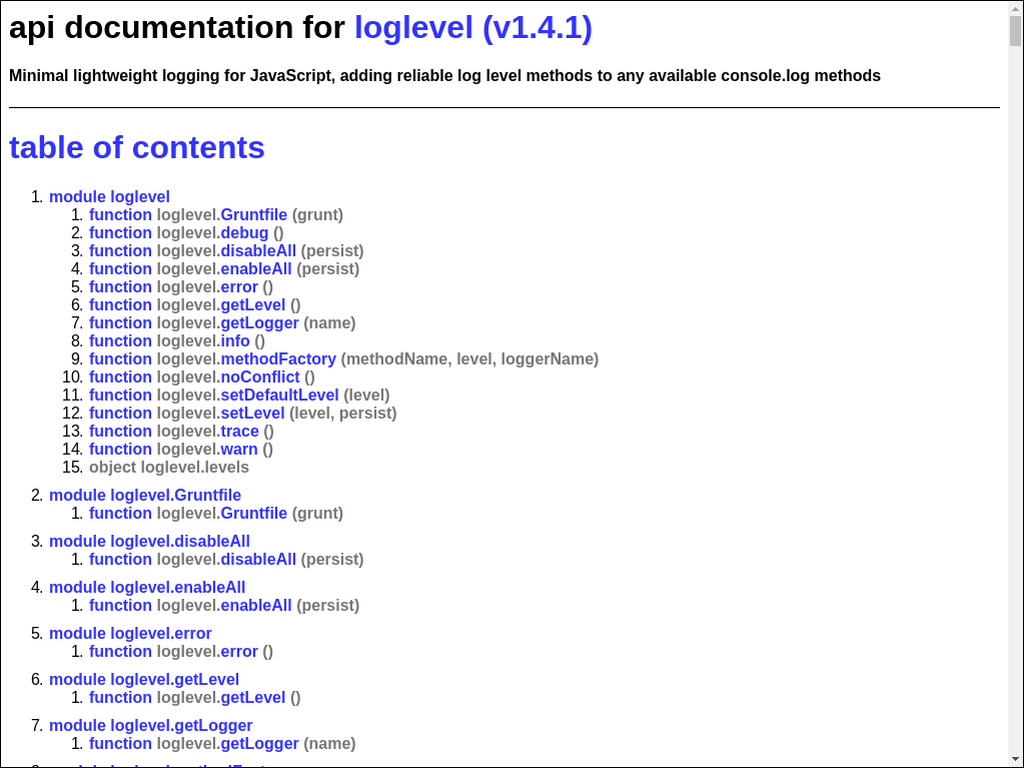 api documentation for loglevel (v1.4.1)
Minimal lightweight logging for JavaScript, adding reliable log level methods to any available console.log methods
table of contents
1. module loglevel
1. function loglevel.Gruntfile (grunt)
2. function loglevel.debug ()
3. function loglevel.disableAll (persist)
4. function loglevel.enableAll (persist)
5. function loglevel.error ()
6. function loglevel.getLevel ()
7. function loglevel.getLogger (name)
8. function loglevel.info ()
9. function loglevel.methodFactory (methodName, level, loggerName)
10. function loglevel.noConflict ()
11. function loglevel.setDefaultLevel (level)
12. function loglevel.setLevel (level, persist)
13. function loglevel.trace ()
14. function loglevel.warn ()
15. object loglevel.levels
2. module loglevel.Gruntfile
1. function loglevel.Gruntfile (grunt)
3. module loglevel.disableAll
1. function loglevel.disableAll (persist)
4. module loglevel.enableAll
1. function loglevel.enableAll (persist)
5. module loglevel.error
1. function loglevel.error ()
6. module loglevel.getLevel
1. function loglevel.getLevel ()
7. module loglevel.getLogger
1. function loglevel.getLogger (name)